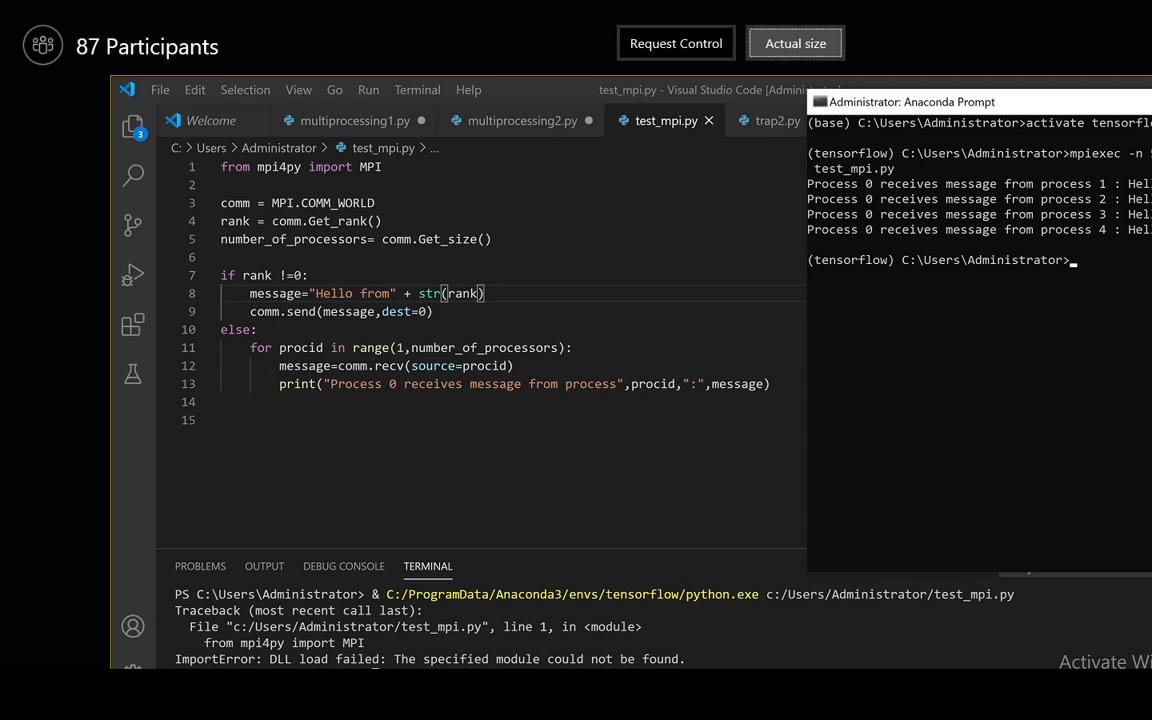 87 Participants
Request Control
Actual size
File Edit Selection View Go Run Terminal Help
test_mpi.py - Visual Studio Code [Admin
Welcome
multiprocessing1.py
multiprocessing2.py
test_mpi.py
trap2.py
3
C: > Users > Administrator > test_mpi.py > ...
1 from mpi4py import MPI
2
3 comm = MPI.COMM_WORLD
4 rank = comm.Get_rank()
5 number_of_processors= comm.Get_size()
6
7 if rank !=0:
8 message="Hello from" + str(rank)
9 comm.send(message,dest=0)
10 else:
11 for procid in range(1,number_of_processors):
12 message=comm.recv(source=procid)
13 print("Process 0 receives message from process",procid,":",message)
14
15
Administrator: Anaconda Prompt
(base) C:\Users\Administrator>activate tensorfl
(tensorflow) C:\Users\Administrator>mpiexec -n
test_mpi.py
Process 0 receives message from process 1 : Hel
Process 0 receives message from process 2 : Hel
Process 0 receives message from process 3 : Hel
Process 0 receives message from process 4 : Hel
(tensorflow) C:\Users\Administrator>
PROBLEMS OUTPUT DEBUG CONSOLE TERMINAL
PS C:\Users\Administrator> & C:/ProgramData/Anaconda3/envs/tensorflow/python.exe c:/Users/Administrator/test_mpi.py
Traceback (most recent call last):
File "c:/Users/Administrator/test_mpi.py", line 1, in <module>
from mpi4py import MPI
ImportError: DLL load failed: The specified module could not be found.
Activate Wi